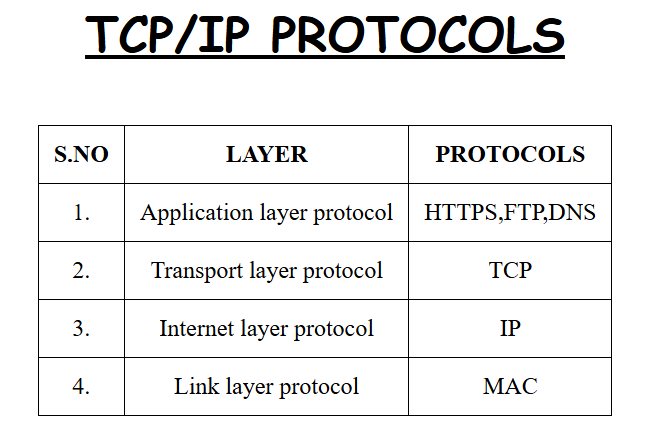 TCP/IP PROTOCOLS
S.NO LAYER PROTOCOLS
1. Application layer protocol HTTPS,FTP,DNS
2. Transport layer protocol TCP
3. Internet layer protocol IP
4. Link layer protocol MAC